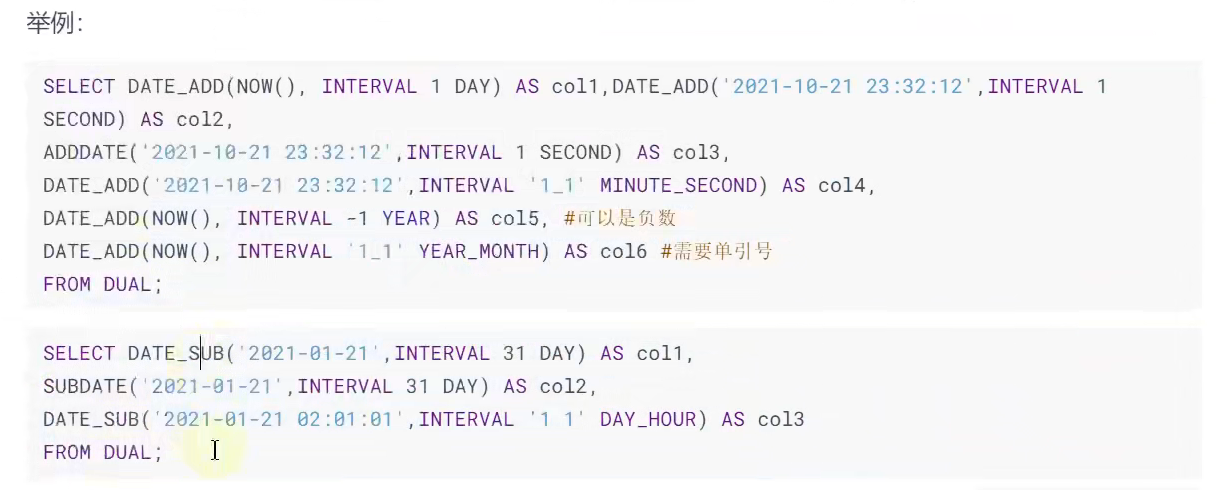 举例：
SELECT DATE_ADD(NOW(), INTERVAL 1 DAY) AS col1,DATE_ADD('2021-10-21 23:32:12',INTERVAL 1
SECOND) AS col2,
ADDDATE('2021-10-21 23:32:12',INTERVAL 1 SECOND) AS col3,
DATE_ADD('2021-10-21 23:32:12',INTERVAL '1_1' MINUTE_SECOND) AS col4,
DATE_ADD(NOW(), INTERVAL -1 YEAR) AS col5, #可以是负数
DATE_ADD(NOW(), INTERVAL '1_1' YEAR_MONTH) AS col6 #需要单引号
FROM DUAL;
SELECT DATE_SUB('2021-01-21',INTERVAL 31 DAY) AS col1,
SUBDATE('2021-01-21',INTERVAL 31 DAY) AS col2,
DATE_SUB('2021-01-21 02:01:01',INTERVAL '1 1' DAY_HOUR) AS col3
FROM DUAL;